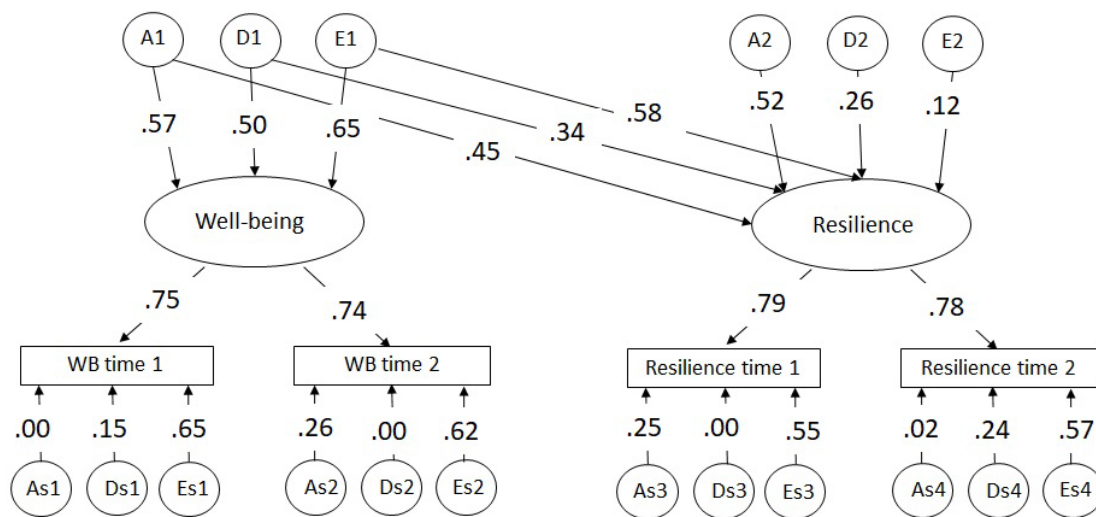 A1 D1 E1 A2 D2 E2
.57 .50 .65 .45 .34 .58 .52 .26 .12
Well-being Resilience
.75 .74 .79 .78
WB time 1 WB time 2 Resilience time 1 Resilience time 2
.00 .15 .65 .26 .00 .62 .25 .00 .55 .02 .24 .57
As1 Ds1 Es1 As2 Ds2 Es2 As3 Ds3 Es3 As4 Ds4 Es4